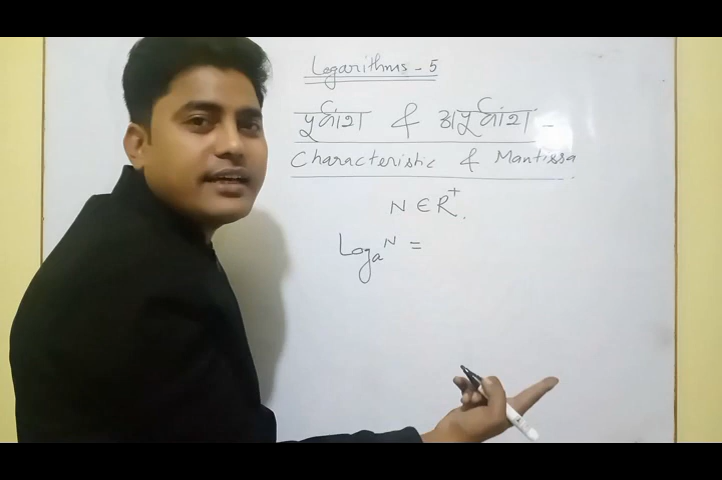 Logarithms - 5
पूर्णांश & अपूर्णांश -
Characteristic & Mantissa
N ∈ R⁺.
Logₐᴺ =